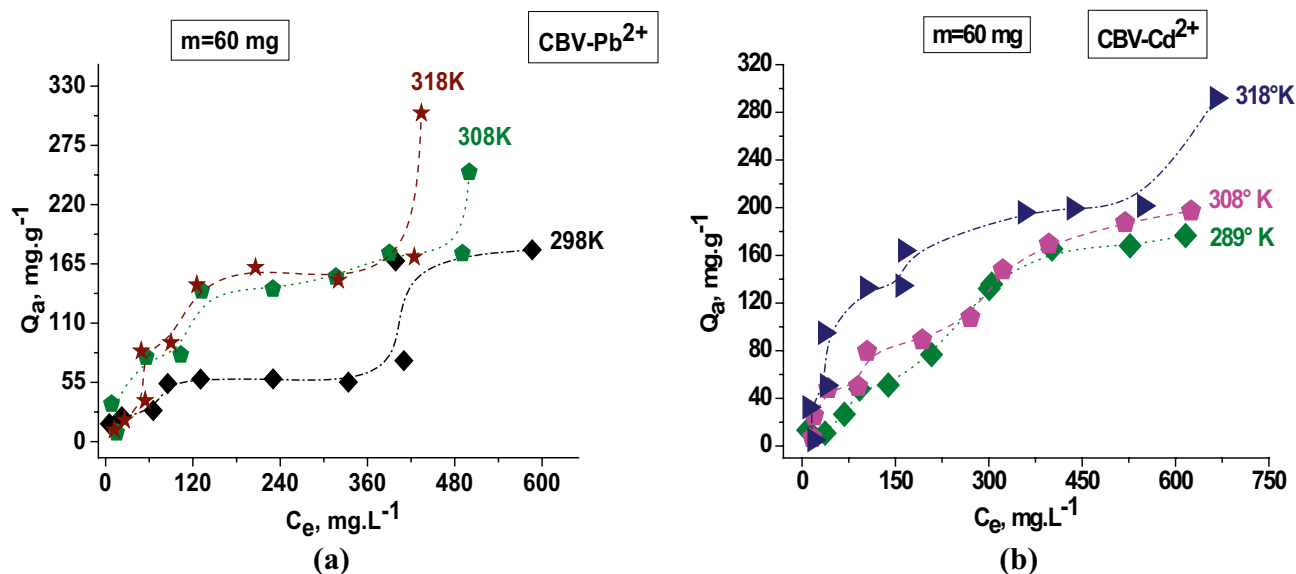 m=60 mg
CBV-Pb2+
330
275
220
165
110
55
0
Qa, mg.g-1
318K
308K
298K
0 120 240 360 480 600
Ce, mg.L-1
(a)
m=60 mg
CBV-Cd2+
320
280
240
200
160
120
80
40
0
Qa, mg.g-1
318°K
308° K
289° K
0 150 300 450 600 750
Ce, mg.L-1
(b)